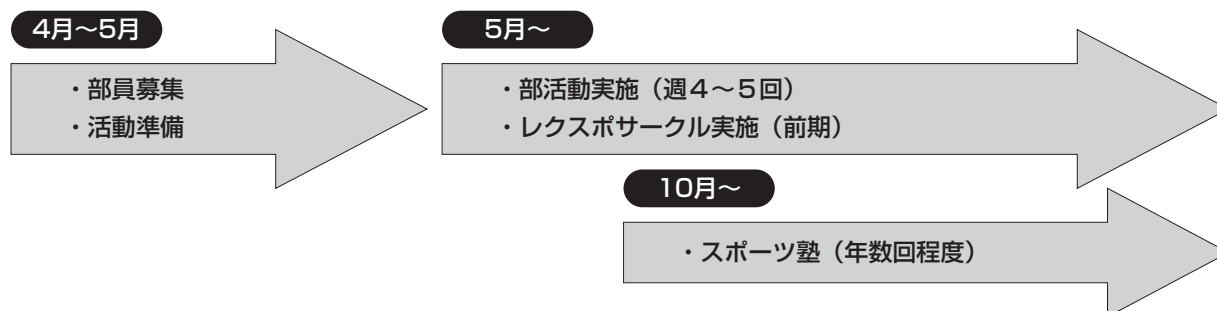 4月〜5月
・部員募集
・活動準備
5月〜
・部活動実施（週4〜5回）
・レクスポサークル実施（前期）
10月〜
・スポーツ塾（年数回程度）